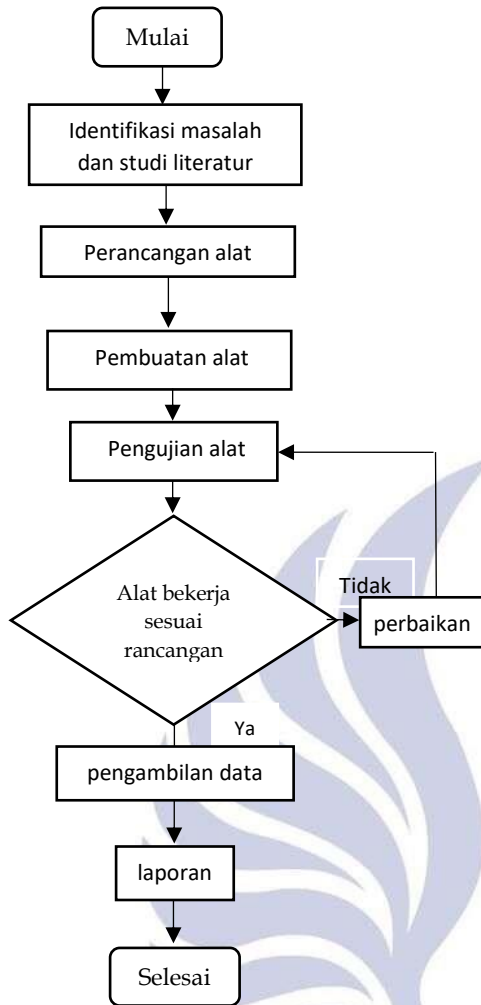 Mulai
Identifikasi masalah
dan studi literatur
Perancangan alat
Pembuatan alat
Pengujian alat
Alat bekerja
sesuai
rancangan
Tidak
perbaikan
Ya
pengambilan data
laporan
Selesai